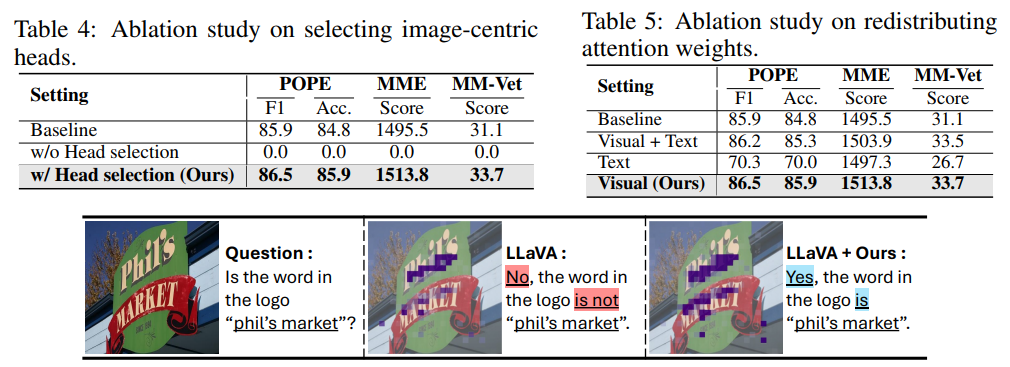 Table 4: Ablation study on selecting image-centric
heads.
Setting POPE MME MM-Vet
F1 Acc. Score Score
Baseline 85.9 84.8 1495.5 31.1
w/o Head selection 0.0 0.0 0.0 0.0
w/ Head selection (Ours) 86.5 85.9 1513.8 33.7
Table 5: Ablation study on redistributing
attention weights.
Setting POPE MME MM-Vet
F1 Acc. Score Score
Baseline 85.9 84.8 1495.5 31.1
Visual + Text 86.2 85.3 1503.9 33.5
Text 70.3 70.0 1497.3 26.7
Visual (Ours) 86.5 85.9 1513.8 33.7
Phil's
MARKET
Question :
Is the word in
the logo
“phil’s market”?
Phil's
MARKET
LLaVA :
No, the word in
the logo is not
“phil’s market”.
Phil's
MARKET
LLaVA + Ours :
Yes, the word in
the logo is
“phil’s market”.